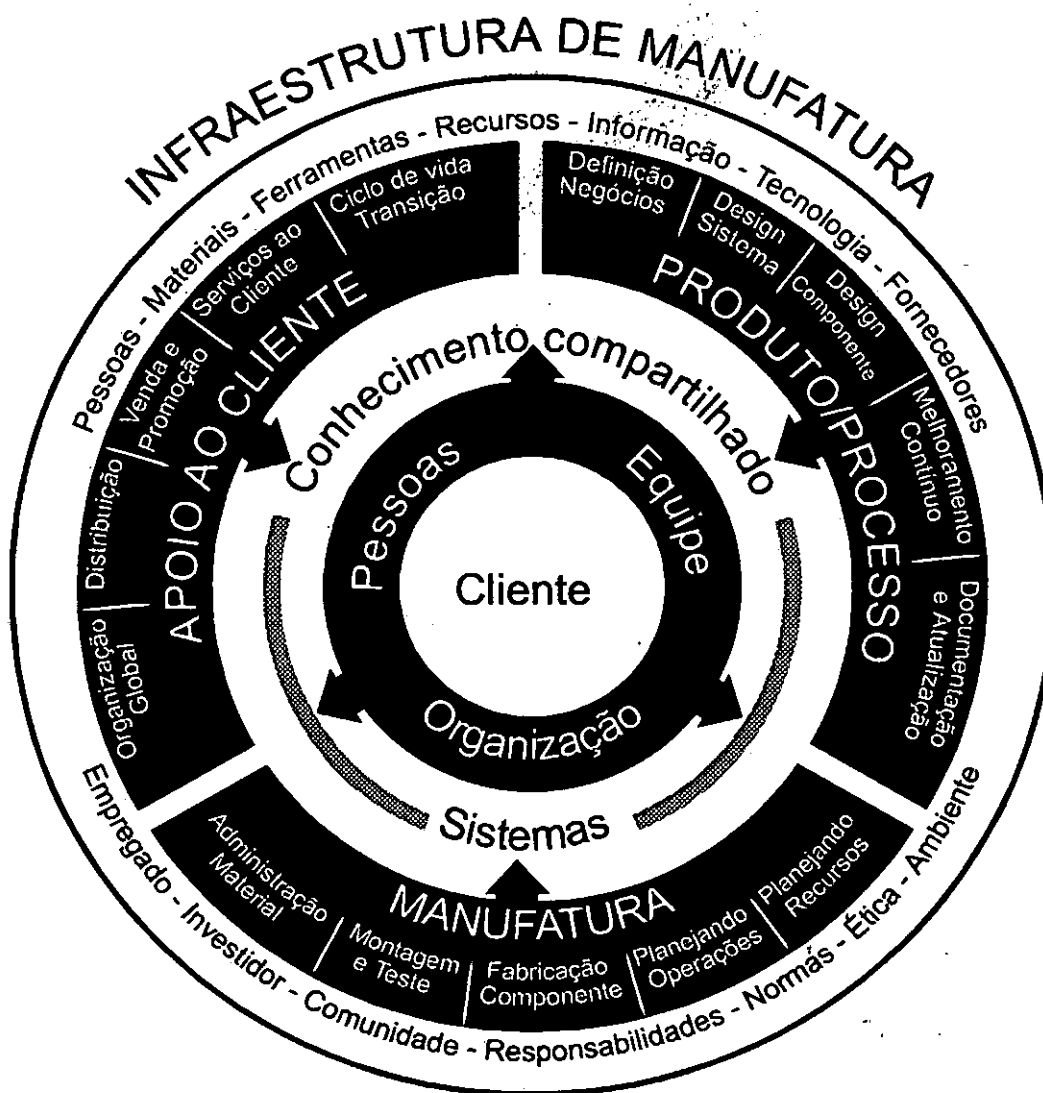 INFRAESTRUTURA DE MANUFATURA
Pessoas - Materiais - Ferramentas - Recursos - Informação - Tecnologia - Fornecedores
Organização
Global
Distribuição
Venda e
Promoção
Serviços ao
Cliente
Ciclo de vida
Transição
APOIO AO CLIENTE
Definição
Negócios
Design
Sistema
Design
Componente
Melhoramento
Contínuo
Documentação
e Atualização
PRODUTO/PROCESSO
Conhecimento compartilhado
Pessoas
Equipe
Cliente
Organização
Sistemas
MANUFATURA
Administração
Material
Montagem
e Teste
Fabricação
Componente
Planejando
Operações
Planejando
Recursos
Empregado - Investidor - Comunidade - Responsabilidades - Normás - Ética - Ambiente